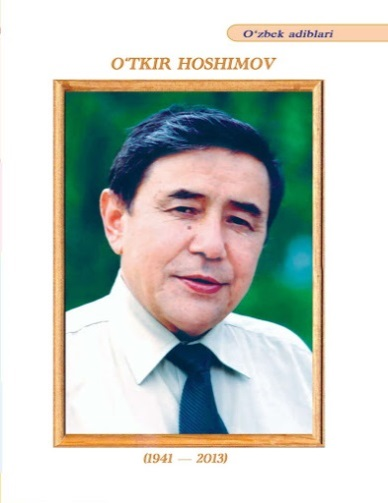 O‘zbek adiblari
O‘TKIR HOSHIMOV
(1941 — 2013)